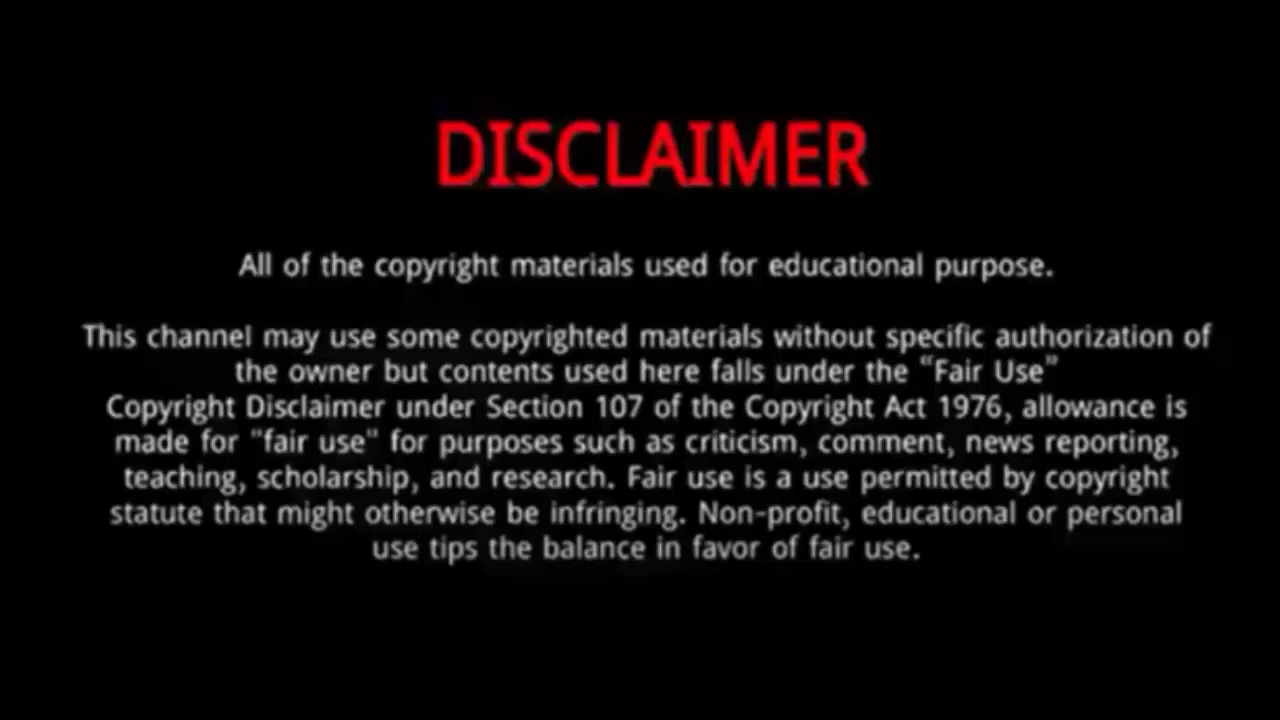 DISCLAIMER
All of the copyright materials used for educational purpose.
This channel may use some copyrighted materials without specific authorization of
the owner but contents used here falls under the “Fair Use”
Copyright Disclaimer under Section 107 of the Copyright Act 1976, allowance is
made for "fair use" for purposes such as criticism, comment, news reporting,
teaching, scholarship, and research. Fair use is a use permitted by copyright
statute that might otherwise be infringing. Non-profit, educational or personal
use tips the balance in favor of fair use.